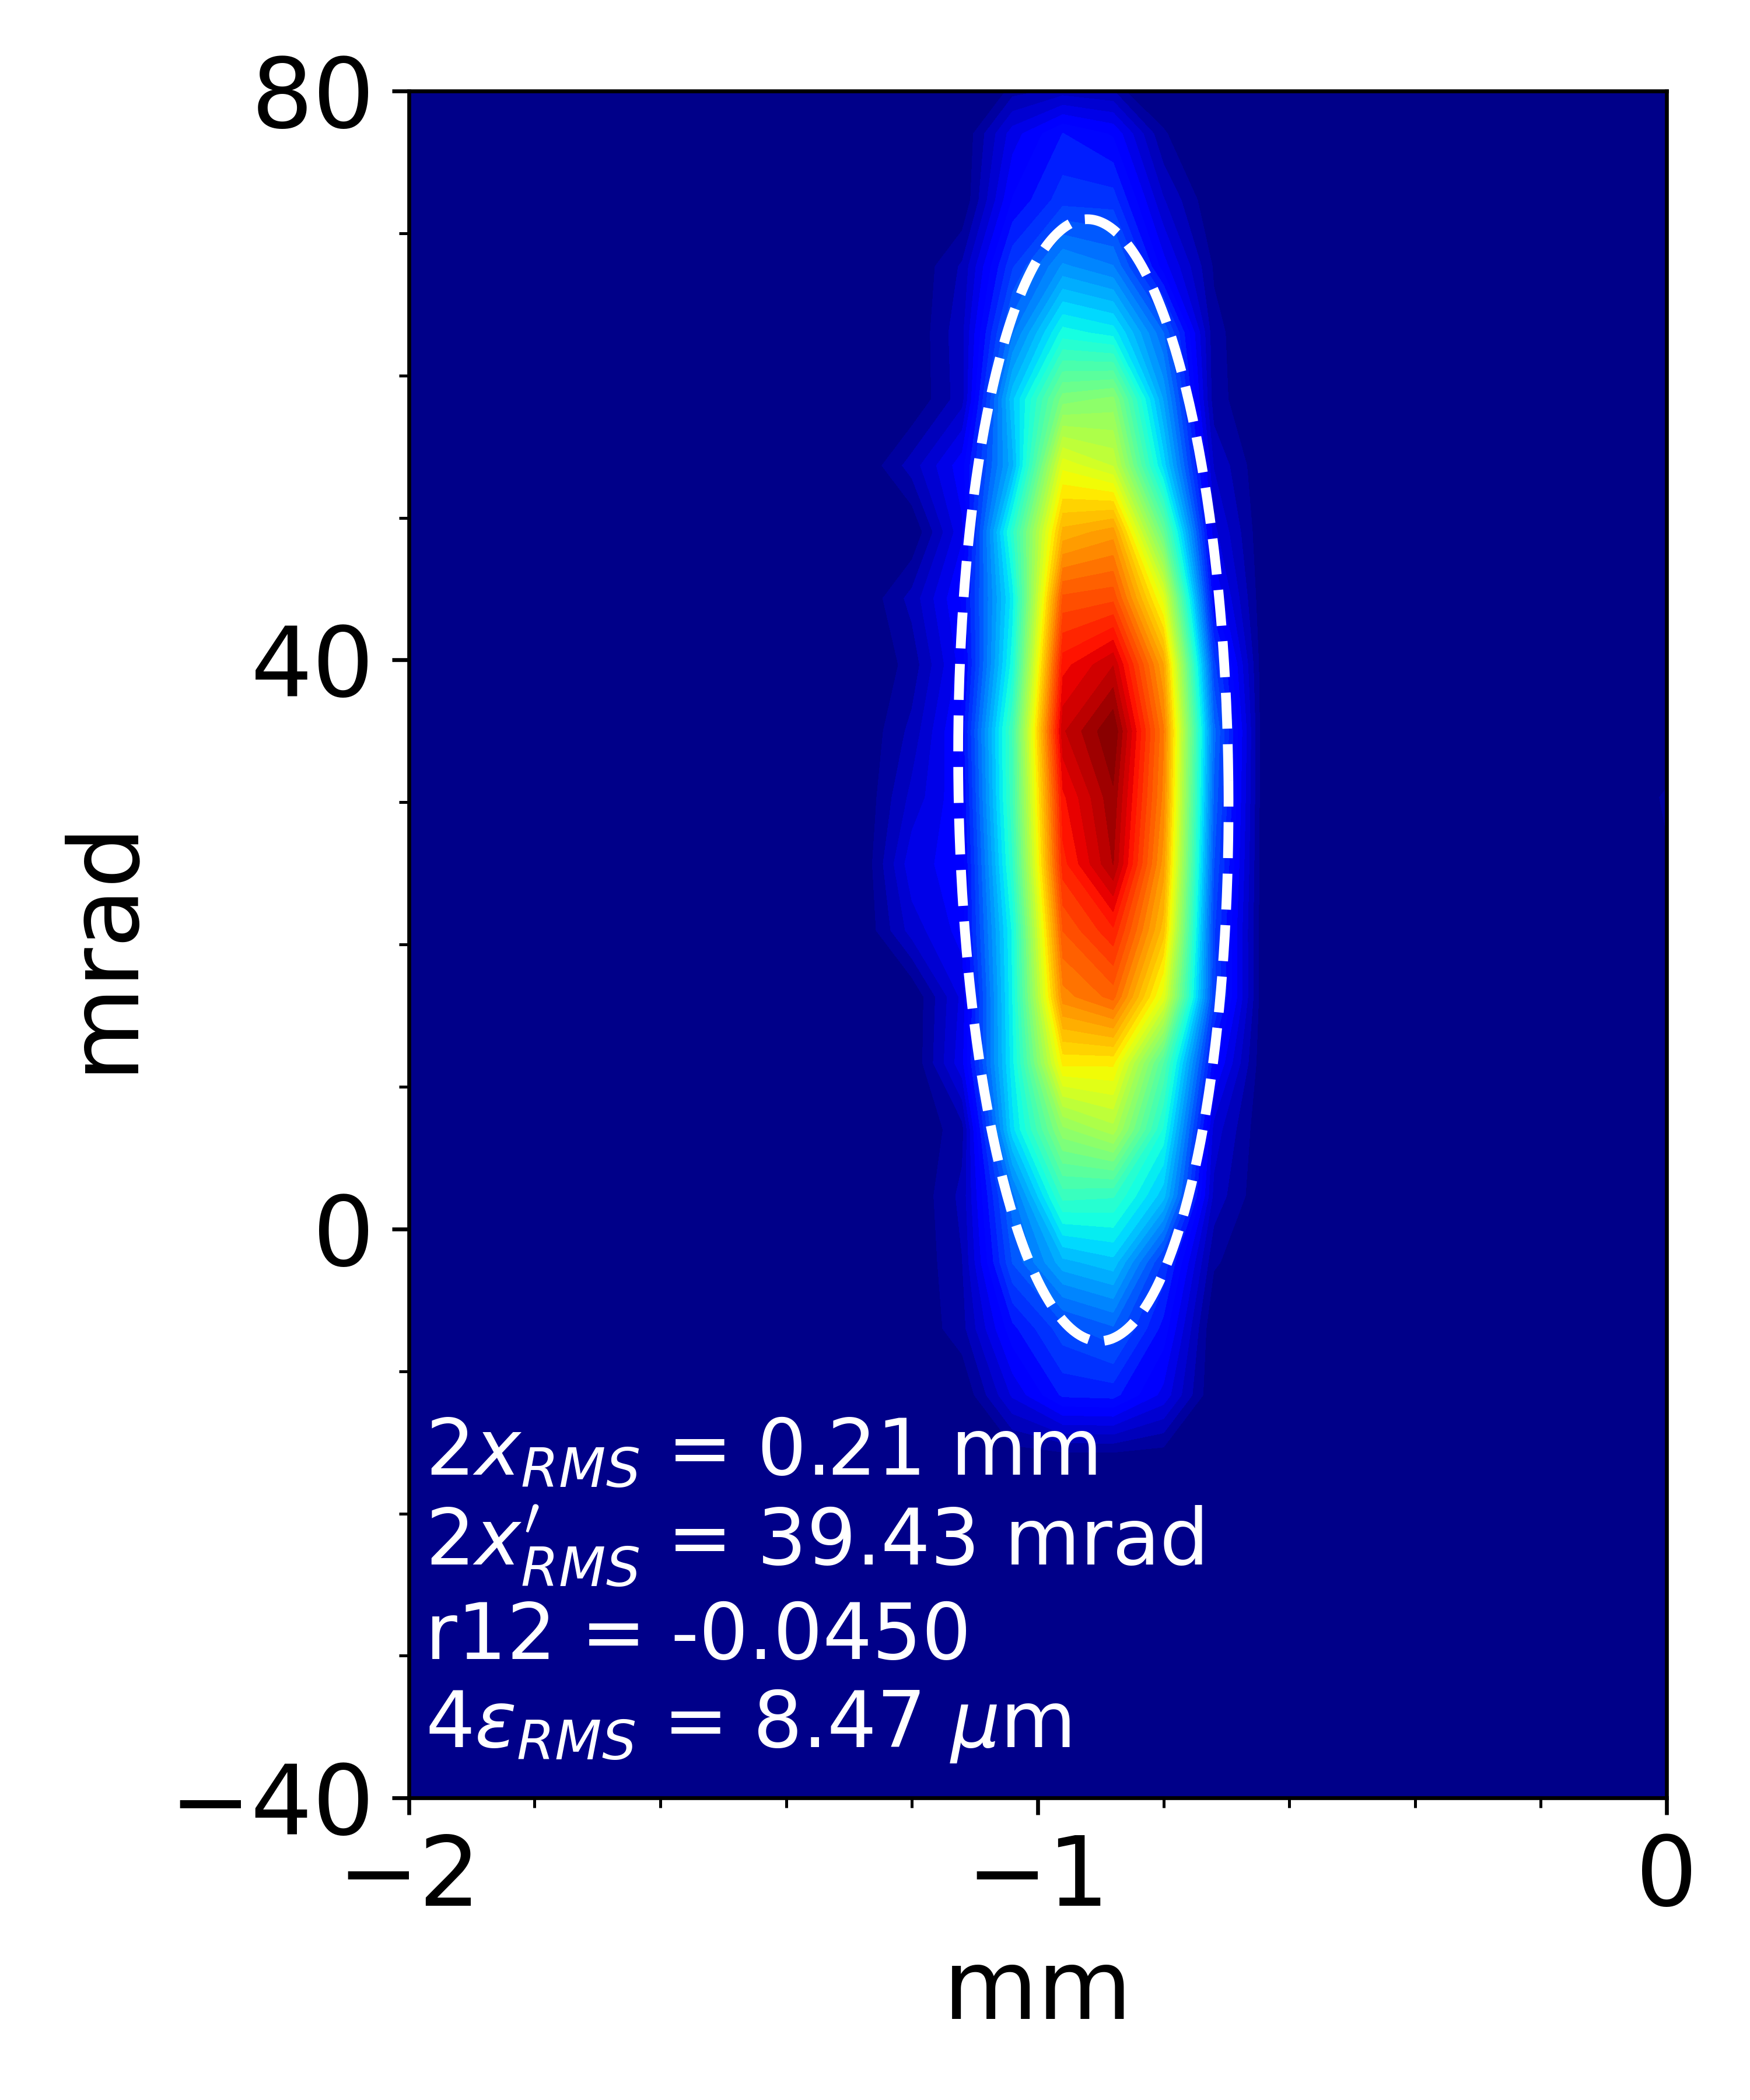 80
40
0
−40
mrad
2x_RMS = 0.21 mm
2x′_RMS = 39.43 mrad
r12 = -0.0450
4ε_RMS = 8.47 μm
−2 −1 0
mm